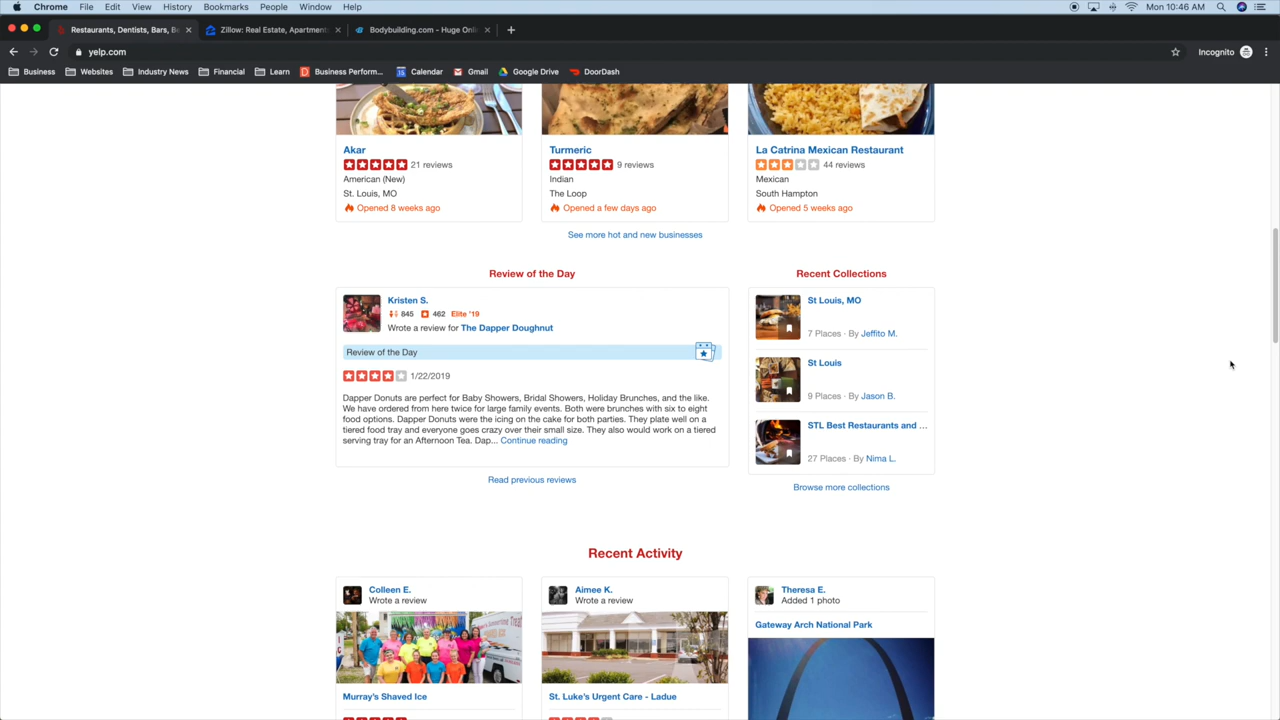 Chrome File Edit View History Bookmarks People Window Help Mon 10:46 AM
Restaurants, Dentists, Bars, Be Zillow: Real Estate, Apartment Bodybuilding.com - Huge Onli
yelp.com Incognito
Business Websites Industry News Financial Learn Business Perform... Calendar Gmail Google Drive DoorDash
Akar Turmeric La Catrina Mexican Restaurant
21 reviews 9 reviews 44 reviews
American (New) Indian Mexican
St. Louis, MO The Loop South Hampton
Opened 8 weeks ago Opened a few days ago Opened 5 weeks ago
See more hot and new businesses
Review of the Day
Kristen S.
845 462 Elite '19
Wrote a review for The Dapper Doughnut
Review of the Day
1/22/2019
Dapper Donuts are perfect for Baby Showers, Bridal Showers, Holiday Brunches, and the like.
We have ordered from here twice for large family events. Both were brunches with six to eight
food options. Dapper Donuts were the icing on the cake for both parties. They plate well on a
tiered food tray and everyone goes crazy over their small size. They also would work on a tiered
serving tray for an Afternoon Tea. Dap... Continue reading
Read previous reviews
Recent Collections
St Louis, MO
7 Places · By Jeffito M.
St Louis
9 Places · By Jason B.
STL Best Restaurants and ...
27 Places · By Nima L.
Browse more collections
Recent Activity
Colleen E. Aimee K. Theresa E.
Wrote a review Wrote a review Added 1 photo
Gateway Arch National Park
Murray's Shaved Ice St. Luke's Urgent Care - Ladue